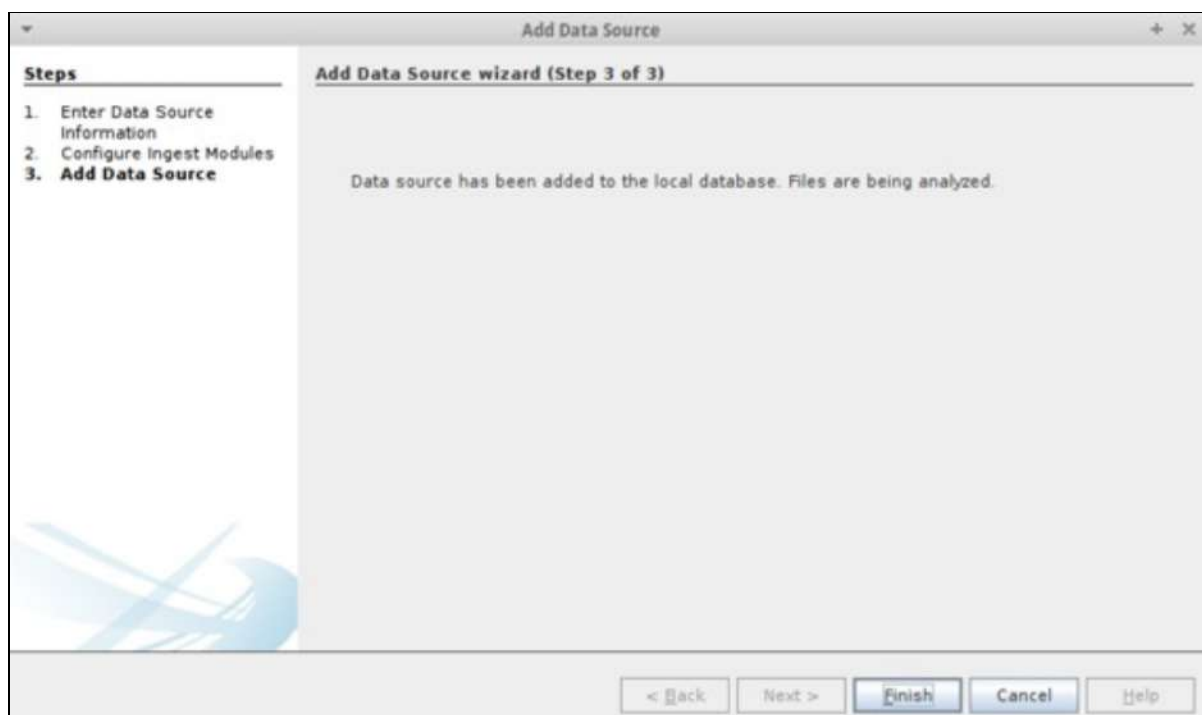 Add Data Source
Steps
1. Enter Data Source
Information
2. Configure Ingest Modules
3. Add Data Source
Add Data Source wizard (Step 3 of 3)
Data source has been added to the local database. Files are being analyzed.
< Back
Next >
Finish
Cancel
Help